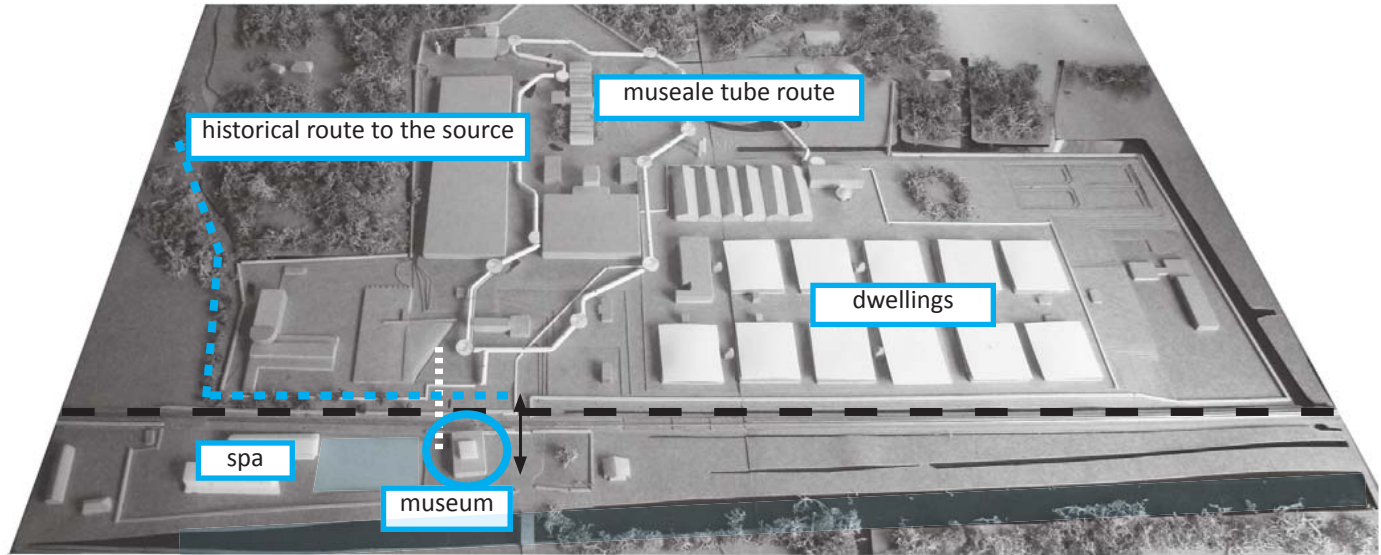 museale tube route
historical route to the source
dwellings
spa
museum